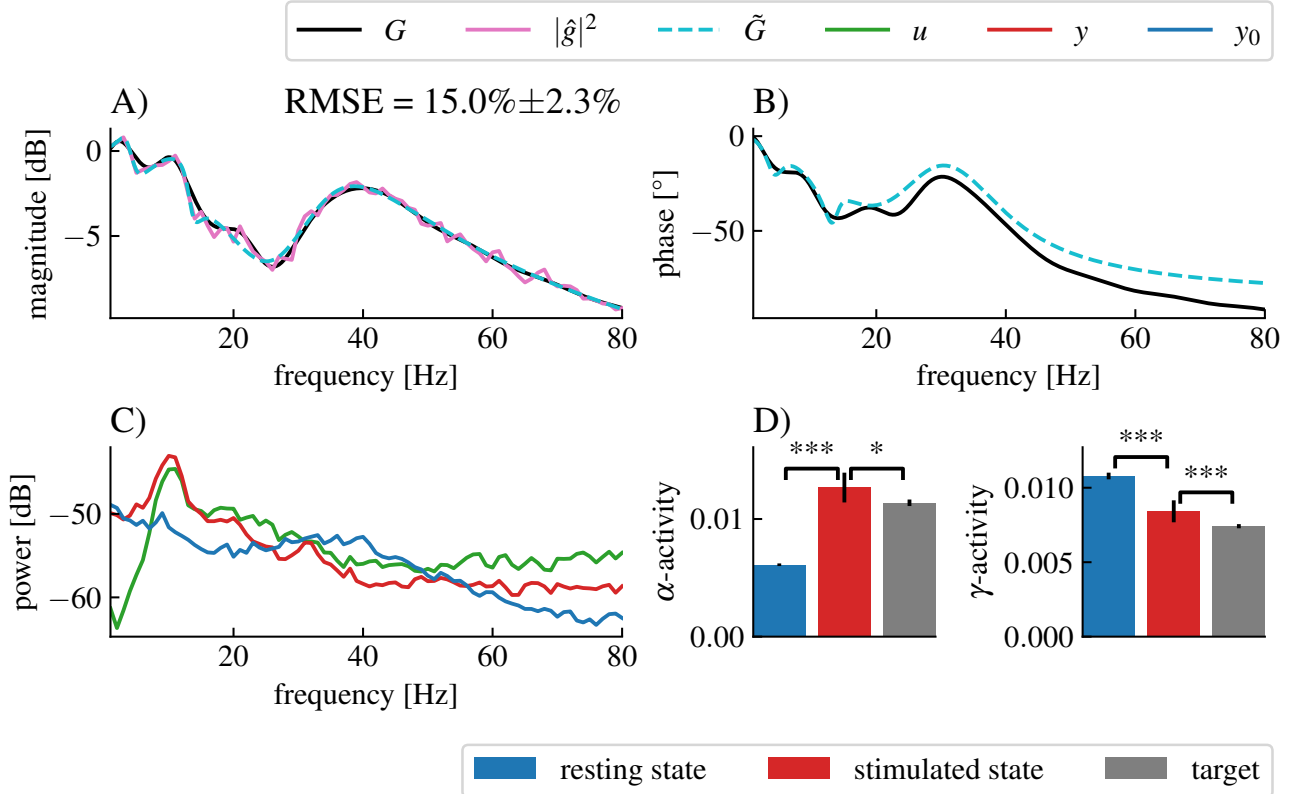 G |ĝ|² G̃ u y y₀
A) RMSE = 15.0%±2.3%
magnitude [dB]
0
−5
20 40 60 80
frequency [Hz]
B)
phase [°]
0
−50
20 40 60 80
frequency [Hz]
C)
power [dB]
−50
−60
20 40 60 80
frequency [Hz]
D)
α-activity
0.01
0.00
*** *
γ-activity
0.010
0.005
0.000
***
***
resting state stimulated state target